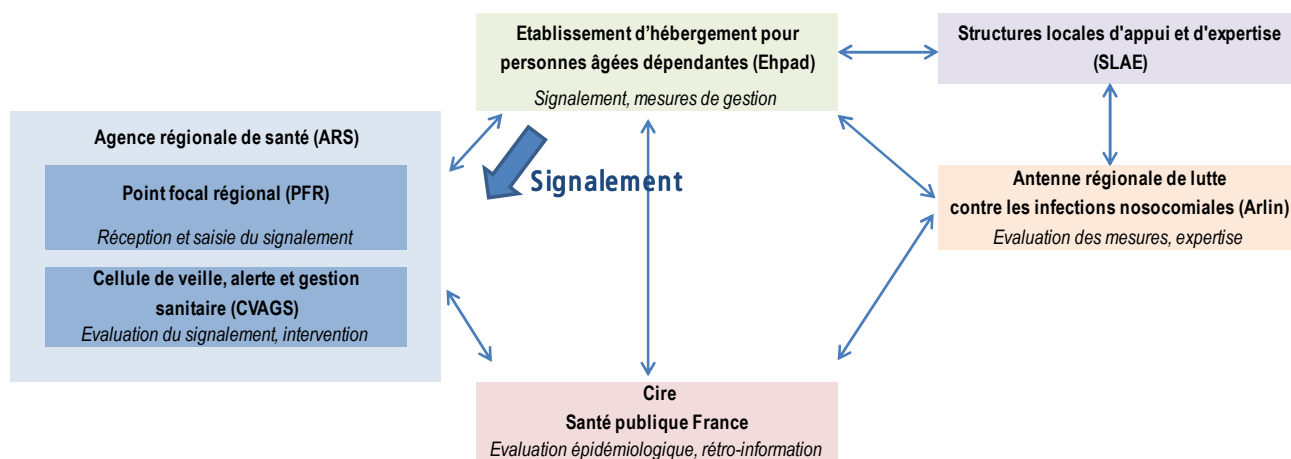 Etablissement d'hébergement pour
personnes âgées dépendantes (Ehpad)
Signalement, mesures de gestion
Structures locales d'appui et d'expertise
(SLAE)
Agence régionale de santé (ARS)
Point focal régional (PFR)
Réception et saisie du signalement
Cellule de veille, alerte et gestion
sanitaire (CVAGS)
Evaluation du signalement, intervention
Signalement
Antenne régionale de lutte
contre les infections nosocomiales (Arlin)
Evaluation des mesures, expertise
Cire
Santé publique France
Evaluation épidémiologique, rétro-information